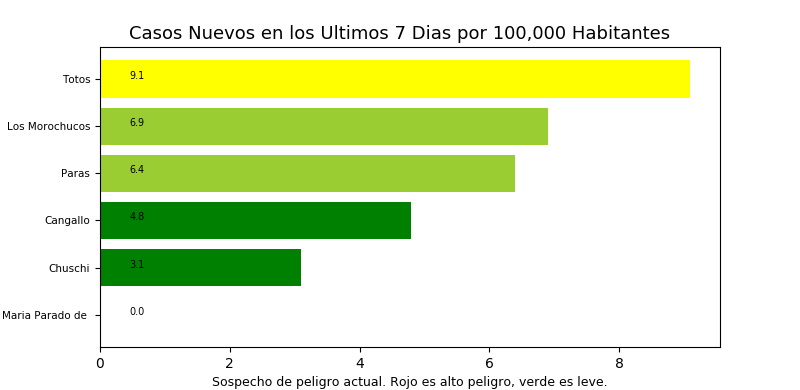 Casos Nuevos en los Ultimos 7 Dias por 100,000 Habitantes
Totos 9.1
Los Morochucos 6.9
Paras 6.4
Cangallo 4.8
Chuschi 3.1
Maria Parado de 0.0
0 2 4 6 8
Sospecho de peligro actual. Rojo es alto peligro, verde es leve.